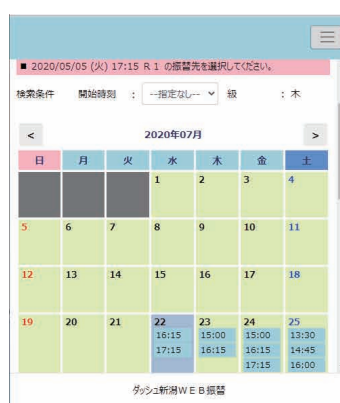 ■ 2020/05/05 (火) 17:15 R 1 の振替先を選択してください。
検索条件 開始時刻 : --指定なし-- 級 : 木
< 2020年07月 >
日 月 火 水 木 金 土
1 2 3 4
5 6 7 8 9 10 11
12 13 14 15 16 17 18
19 20 21 22 23 24 25
16:15 15:00 15:00 13:30
17:15 16:15 16:15 14:45
17:15 16:00
ダッシュ新潟ＷＥＢ振替